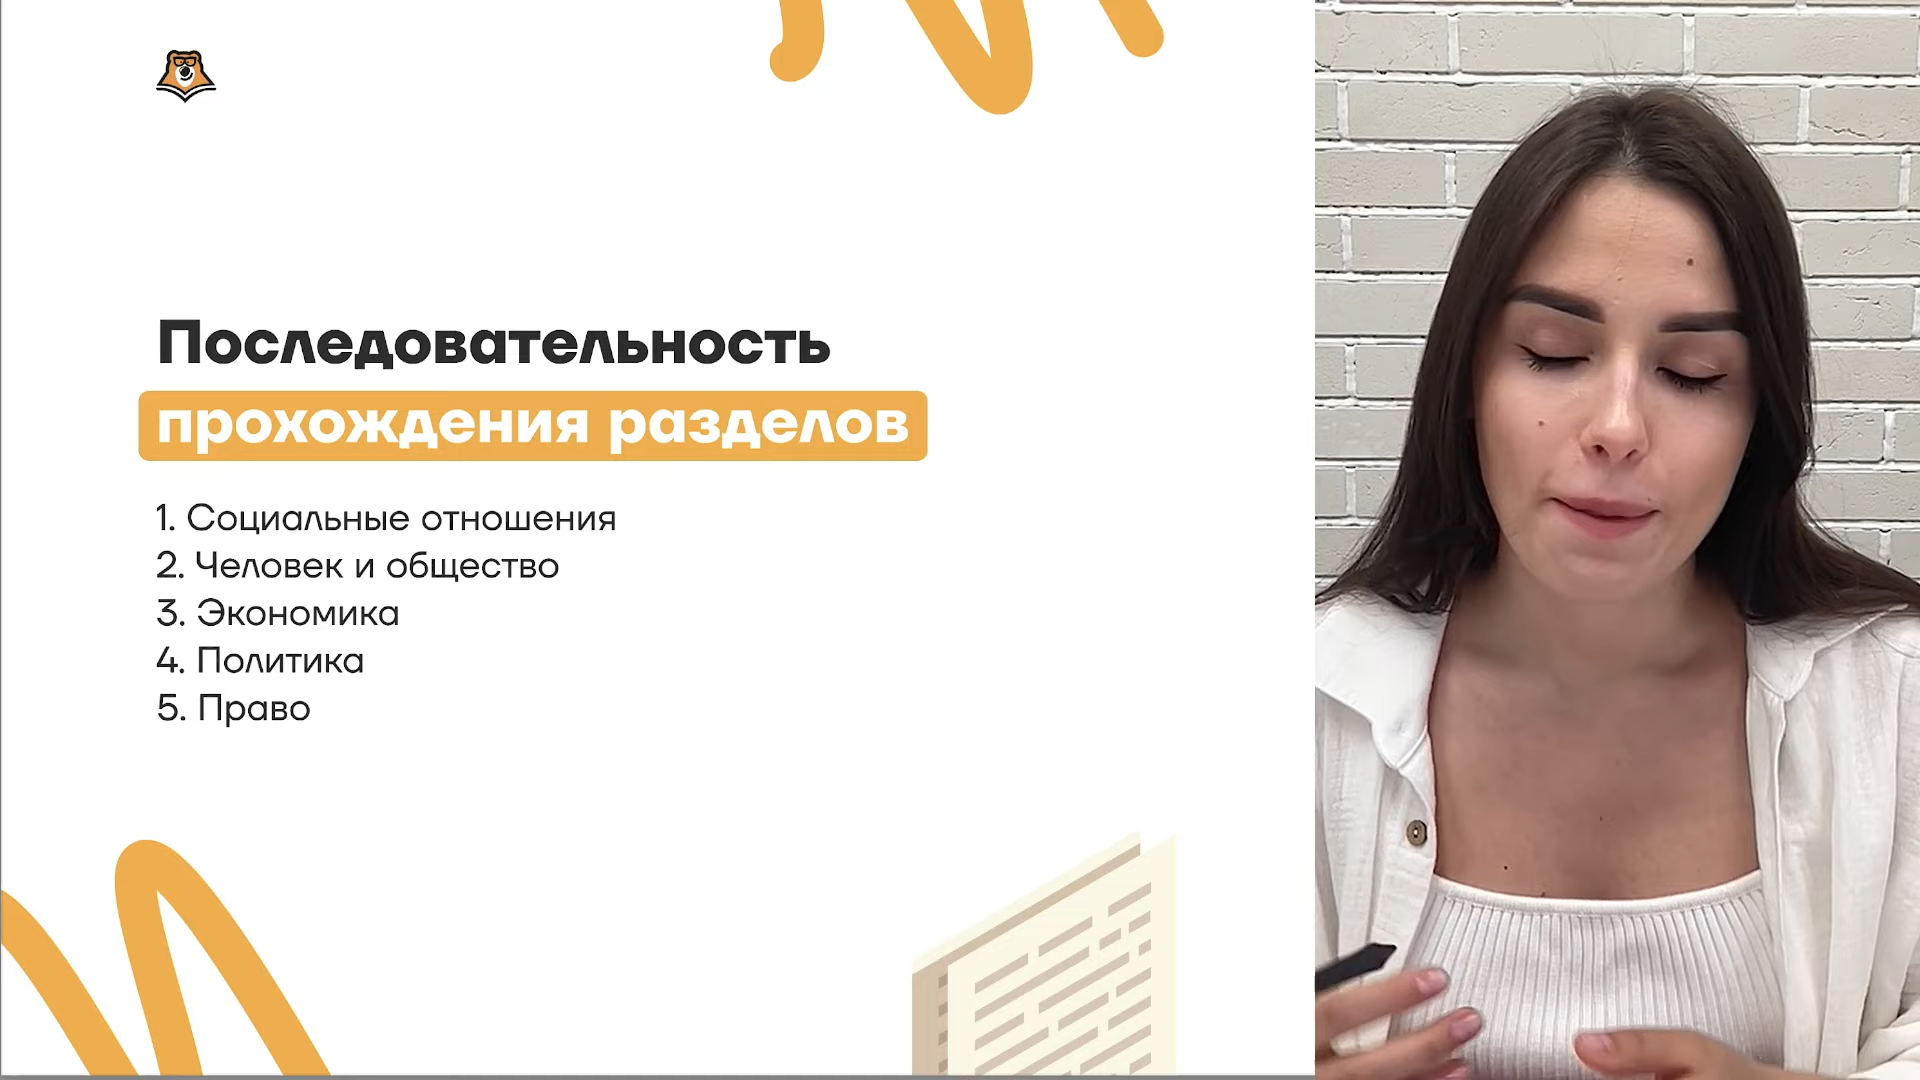 Последовательность
прохождения разделов
1. Социальные отношения
2. Человек и общество
3. Экономика
4. Политика
5. Право